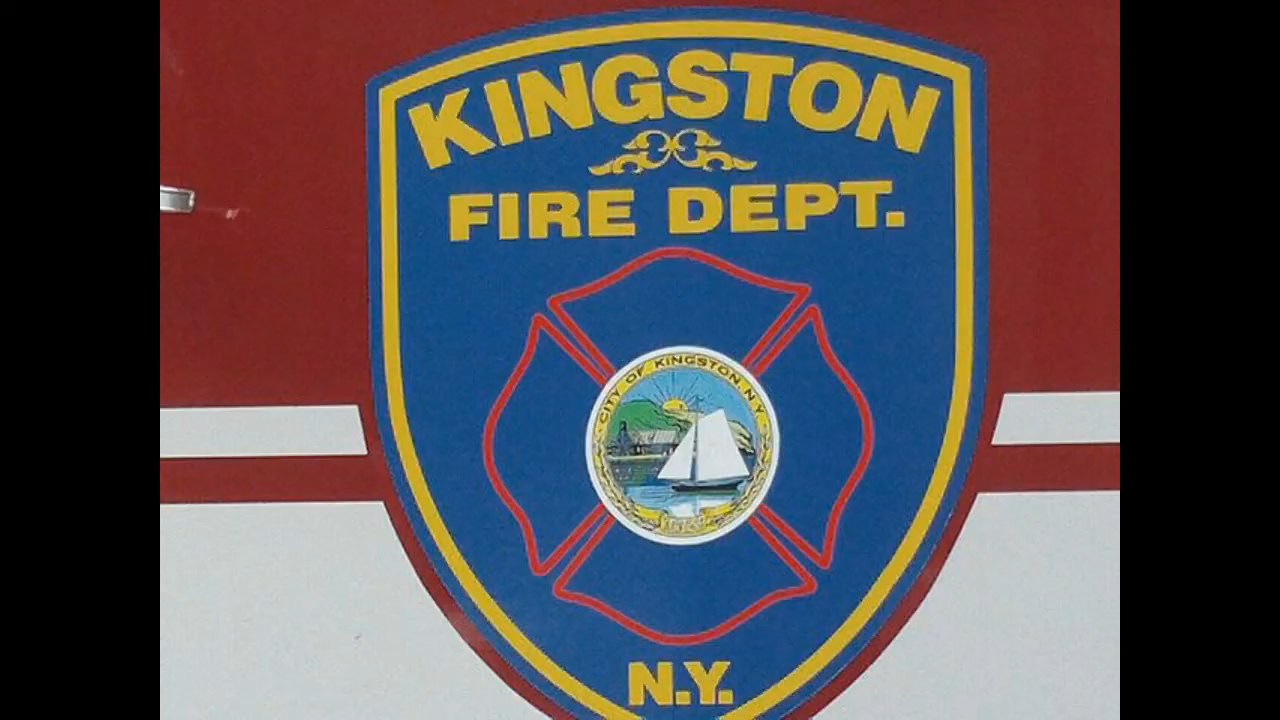 KINGSTON
FIRE DEPT.
CITY OF KINGSTON, N.Y.
N.Y.